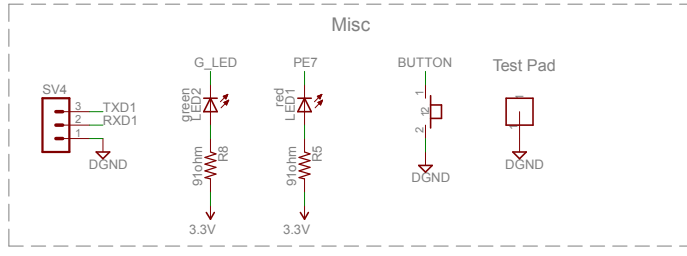 Misc
G_LED
PE7
BUTTON
Test Pad
SV4
3
TXD1
2
RXD1
1
DGND
green
LED2
91ohm
R8
3.3V
red
LED1
91ohm
R5
3.3V
1
12
2
DGND
1
DGND